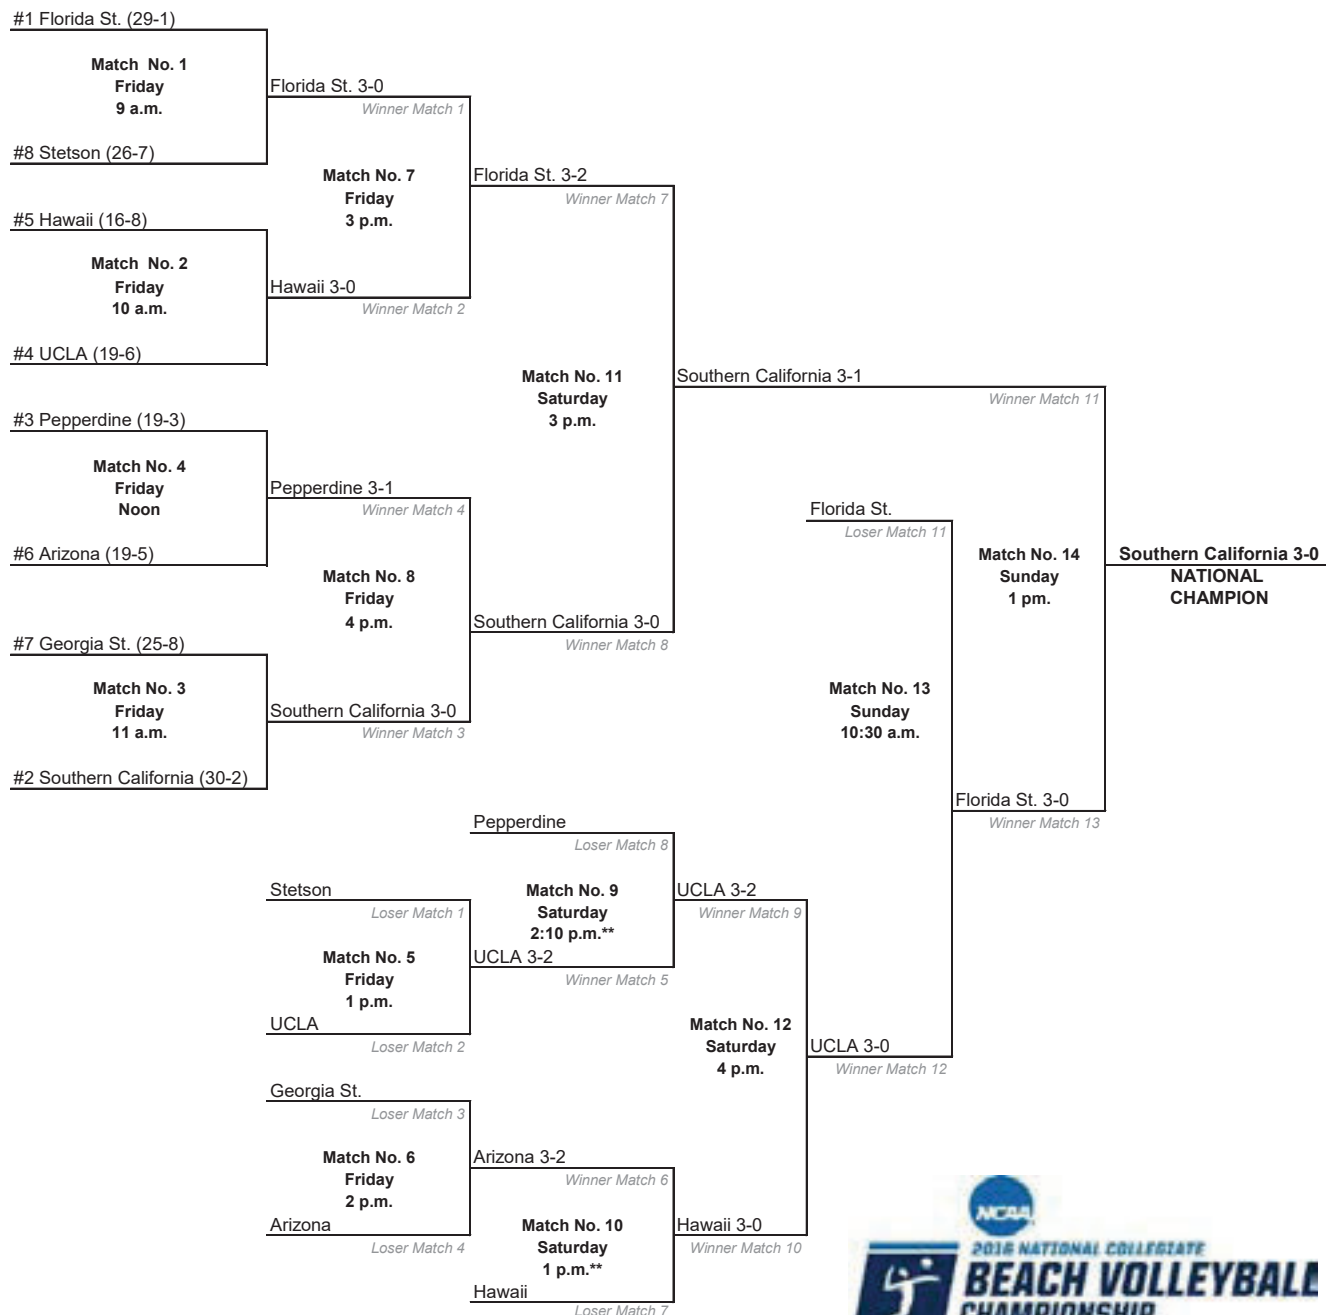 #1 Florida St. (29-1)
Match No. 1
Friday
9 a.m.
#8 Stetson (26-7)
Florida St. 3-0
Winner Match 1
#5 Hawaii (16-8)
Match No. 2
Friday
10 a.m.
#4 UCLA (19-6)
Hawaii 3-0
Winner Match 2
Match No. 7
Friday
3 p.m.
Florida St. 3-2
Winner Match 7
#3 Pepperdine (19-3)
Match No. 4
Friday
Noon
#6 Arizona (19-5)
Pepperdine 3-1
Winner Match 4
#7 Georgia St. (25-8)
Match No. 3
Friday
11 a.m.
#2 Southern California (30-2)
Southern California 3-0
Winner Match 3
Match No. 8
Friday
4 p.m.
Southern California 3-0
Winner Match 8
Match No. 11
Saturday
3 p.m.
Southern California 3-1
Winner Match 11
Florida St.
Loser Match 11
Match No. 14
Sunday
1 pm.
Southern California 3-0
NATIONAL
CHAMPION
Match No. 13
Sunday
10:30 a.m.
Florida St. 3-0
Winner Match 13
Pepperdine
Loser Match 8
Match No. 9
Saturday
2:10 p.m.**
UCLA 3-2
Winner Match 9
Stetson
Loser Match 1
Match No. 5
Friday
1 p.m.
UCLA
Loser Match 2
UCLA 3-2
Winner Match 5
Match No. 12
Saturday
4 p.m.
UCLA 3-0
Winner Match 12
Georgia St.
Loser Match 3
Match No. 6
Friday
2 p.m.
Arizona
Loser Match 4
Arizona 3-2
Winner Match 6
Match No. 10
Saturday
1 p.m.**
Hawaii
Loser Match 7
Hawaii 3-0
Winner Match 10
NCAA
2016 NATIONAL COLLEGIATE
BEACH VOLLEYBALL
CHAMPIONSHIP